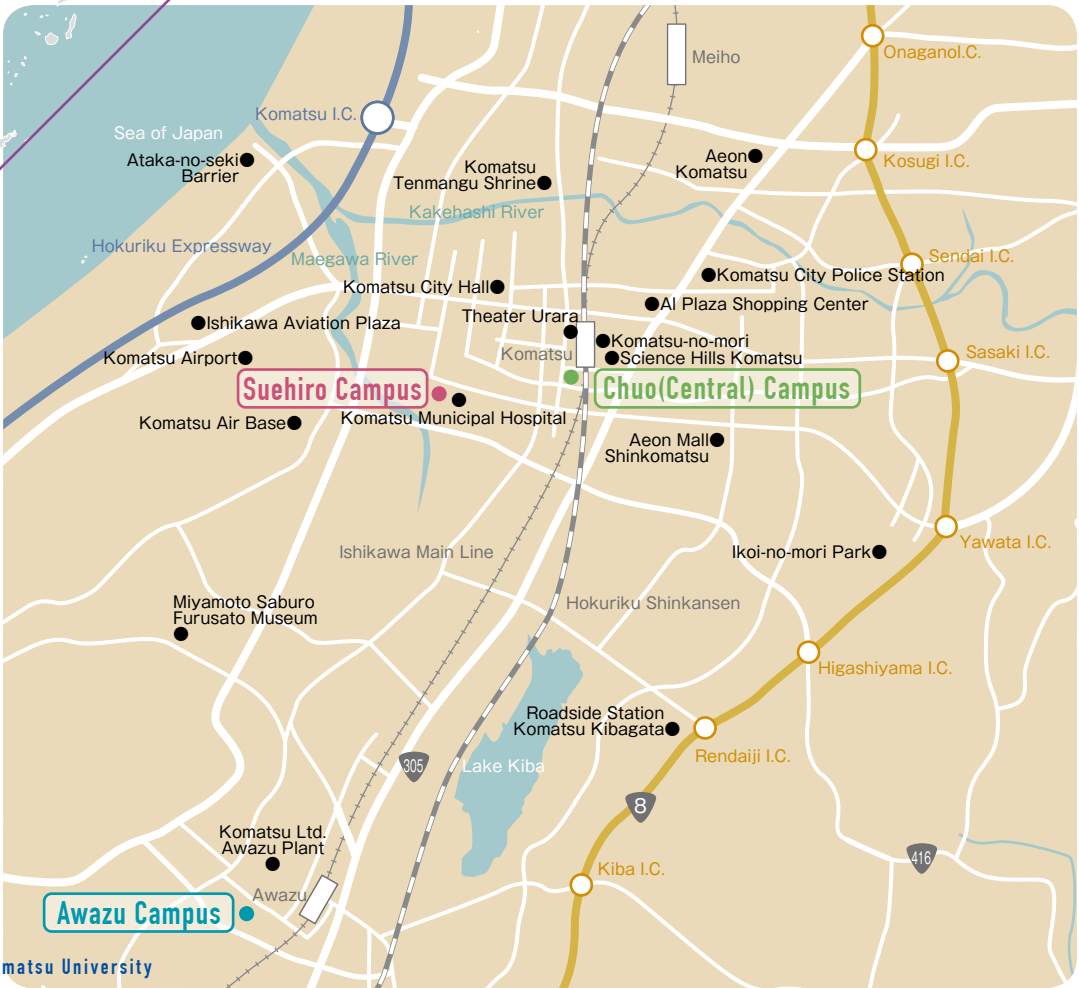 Onagano I.C.
Meiho
Komatsu I.C.
Sea of Japan
Ataka-no-seki
Barrier
Komatsu
Tenmangu Shrine
Aeon
Komatsu
Kosugi I.C.
Kakehashi River
Hokuriku Expressway
Maegawa River
Sendai I.C.
Komatsu City Police Station
Komatsu City Hall
Al Plaza Shopping Center
Theater Urara
Ishikawa Aviation Plaza
Komatsu-no-mori
Komatsu
Science Hills Komatsu
Sasaki I.C.
Komatsu Airport
Suehiro Campus
Chuo(Central) Campus
Komatsu Municipal Hospital
Komatsu Air Base
Aeon Mall
Shinkomatsu
Yawata I.C.
Ishikawa Main Line
Ikoi-no-mori Park
Hokuriku Shinkansen
Miyamoto Saburo
Furusato Museum
Higashiyama I.C.
Roadside Station
Komatsu Kibagata
Rendaiji I.C.
305
Lake Kiba
8
Komatsu Ltd.
Awazu Plant
416
Kiba I.C.
Awazu
Awazu Campus
matsu University